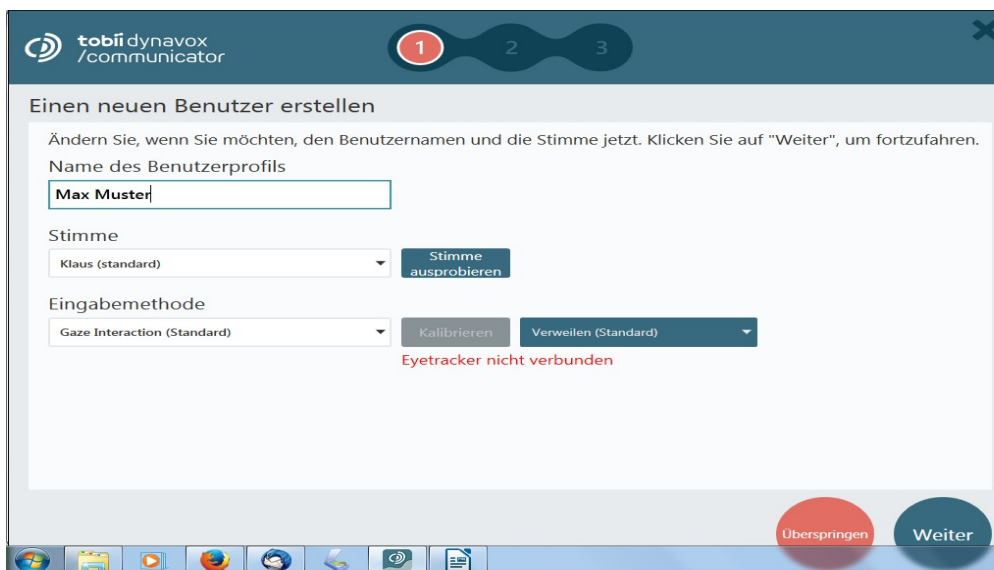 tobii dynavox
/communicator
1 2 3
Einen neuen Benutzer erstellen
Ändern Sie, wenn Sie möchten, den Benutzernamen und die Stimme jetzt. Klicken Sie auf "Weiter", um fortzufahren.
Name des Benutzerprofils
Max Muster
Stimme
Klaus (standard)
Stimme
ausprobieren
Eingabemethode
Gaze Interaction (Standard)
Kalibrieren
Verweilen (Standard)
Eyetracker nicht verbunden
Überspringen
Weiter